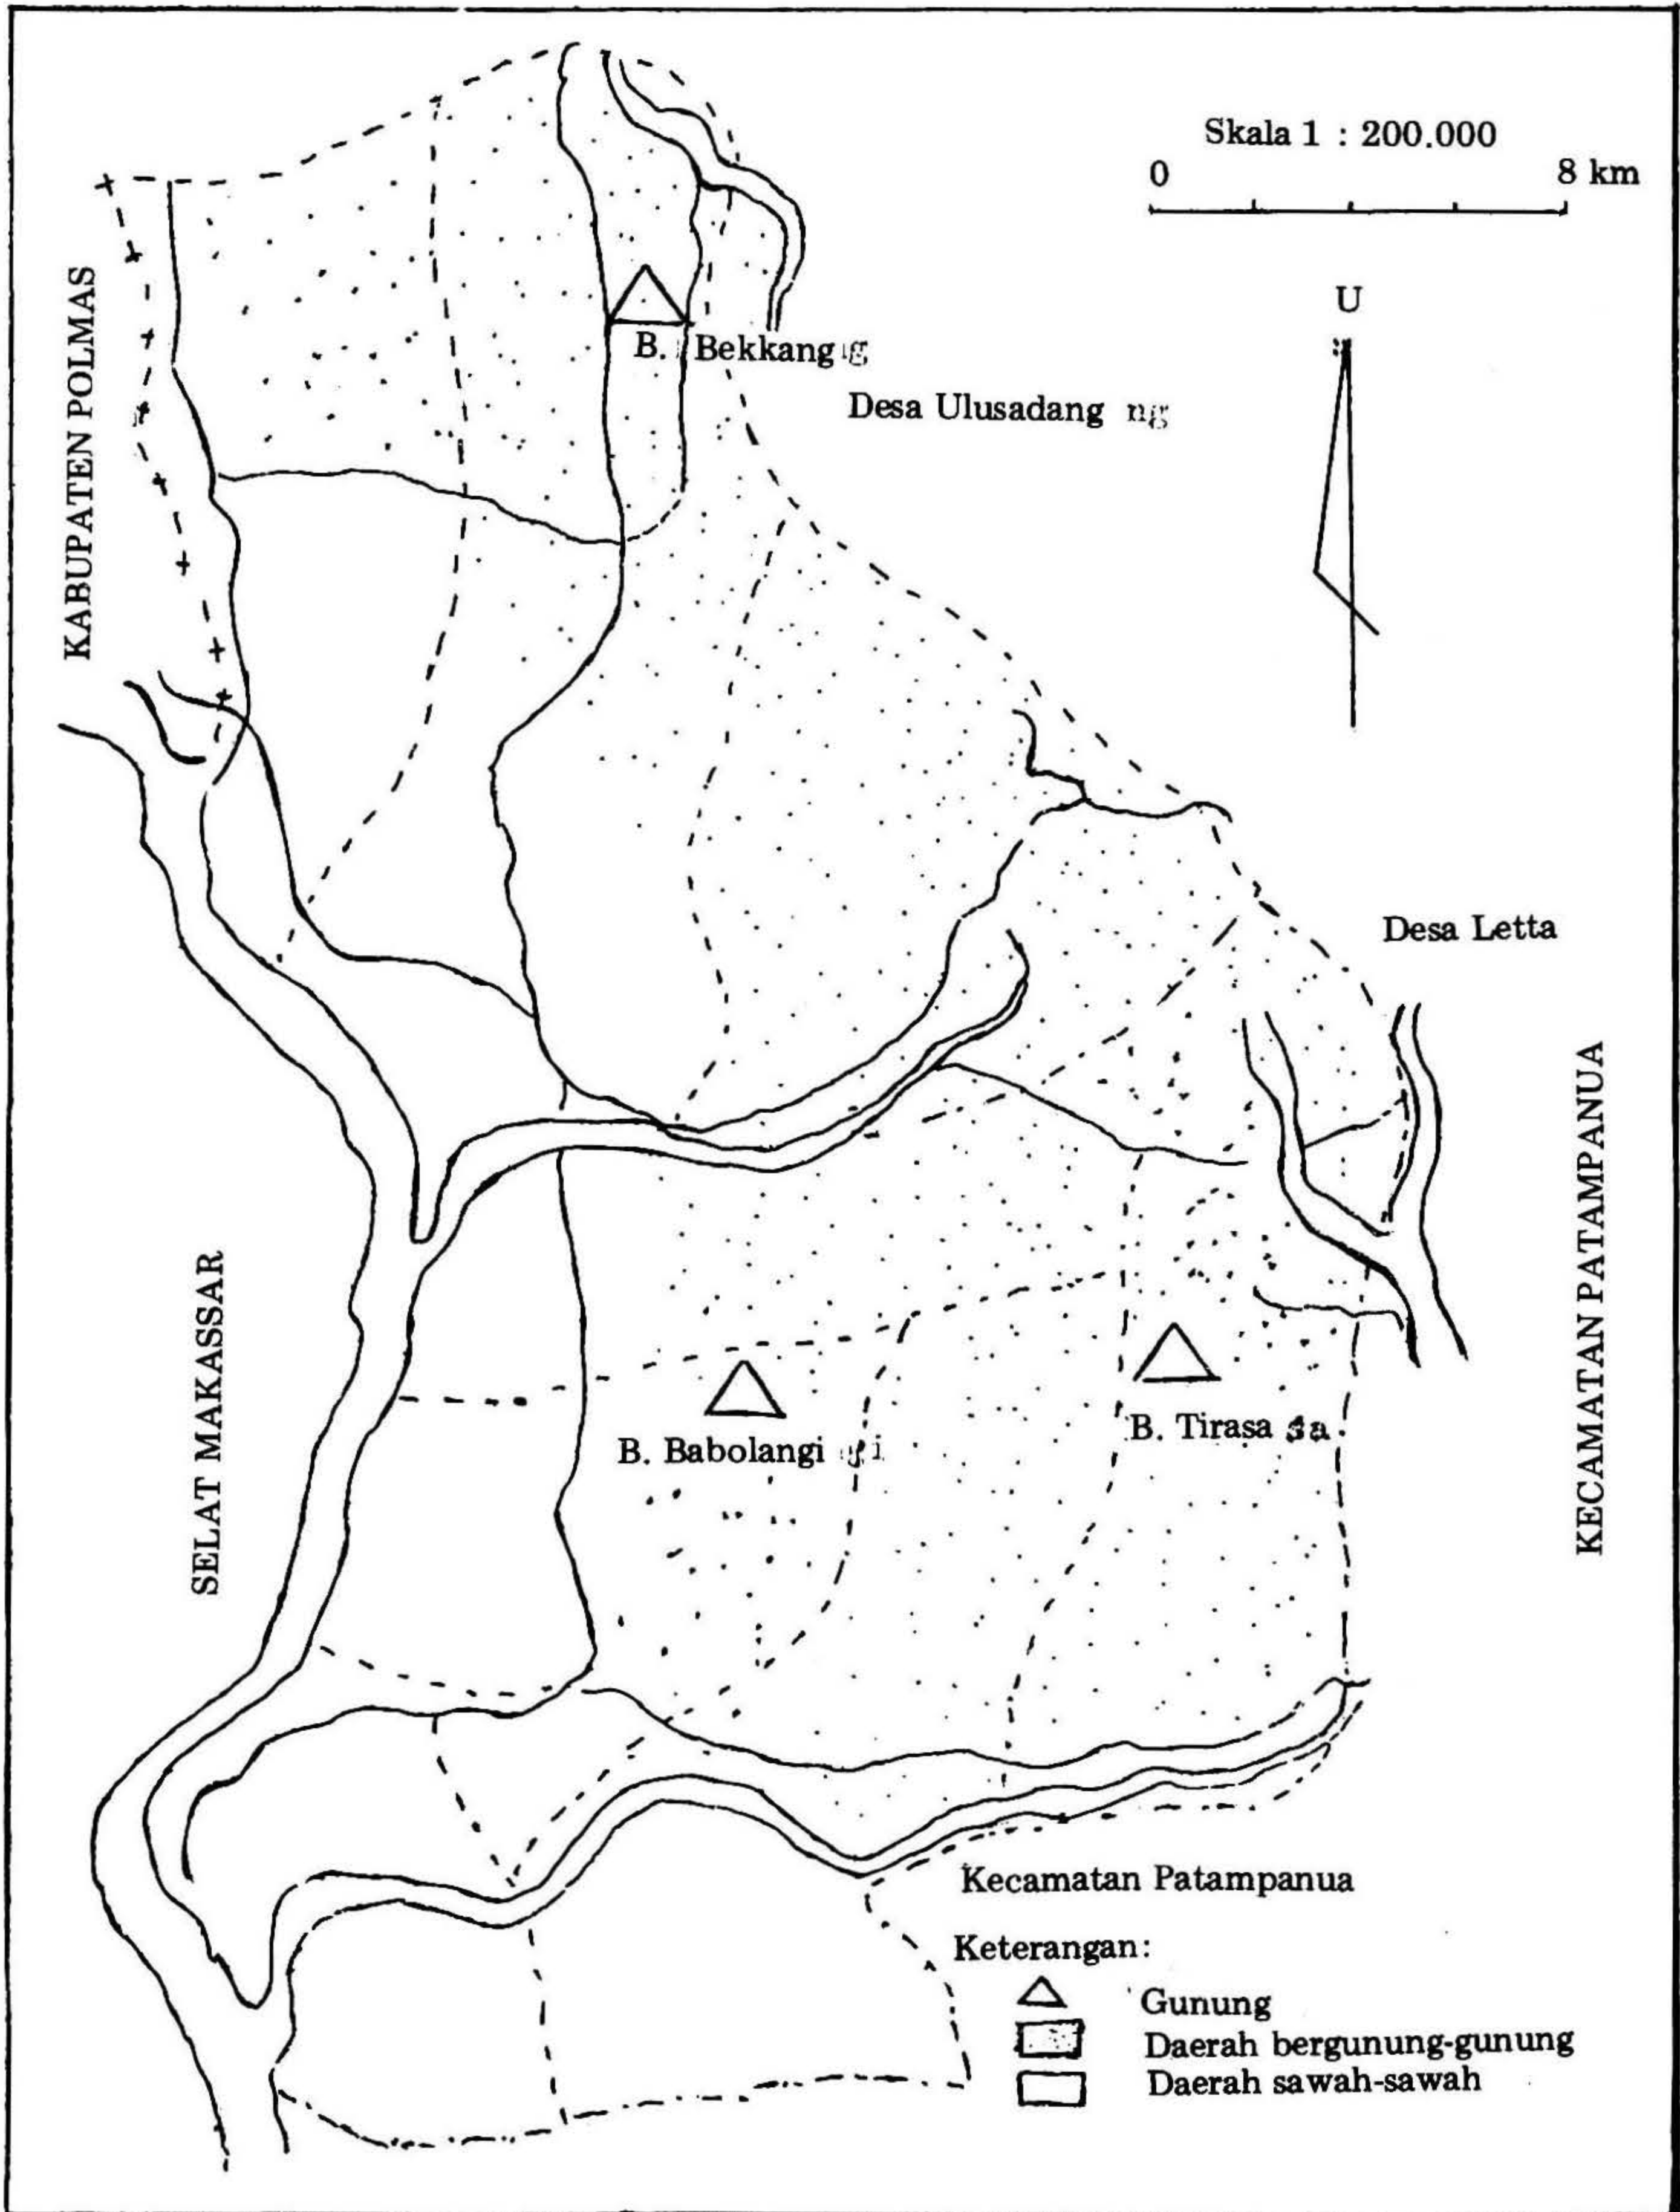 Skala 1 : 200.000
0 8 km
U
KABUPATEN POLMAS
B. Bekkang
Desa Ulusadang
Desa Letta
KECAMATAN PATAMPANUA
SELAT MAKASSAR
B. Babolangi
B. Tirasa
Kecamatan Patampanua
Keterangan:
Gunung
Daerah bergunung-gunung
Daerah sawah-sawah